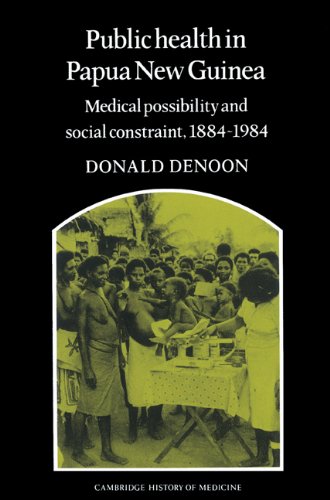 Public health in
Papua New Guinea
Medical possibility and
social constraint, 1884-1984
DONALD DENOON
CAMBRIDGE HISTORY OF MEDICINE